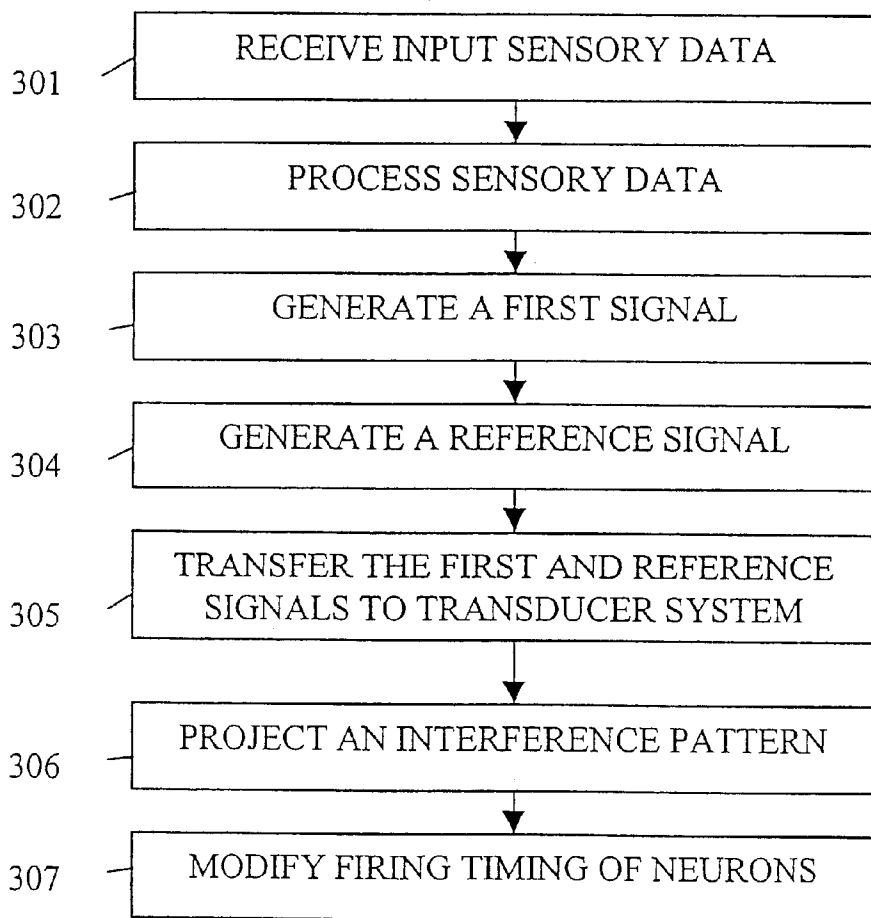 301 RECEIVE INPUT SENSORY DATA
302 PROCESS SENSORY DATA
303 GENERATE A FIRST SIGNAL
304 GENERATE A REFERENCE SIGNAL
305 TRANSFER THE FIRST AND REFERENCE
SIGNALS TO TRANSDUCER SYSTEM
306 PROJECT AN INTERFERENCE PATTERN
307 MODIFY FIRING TIMING OF NEURONS